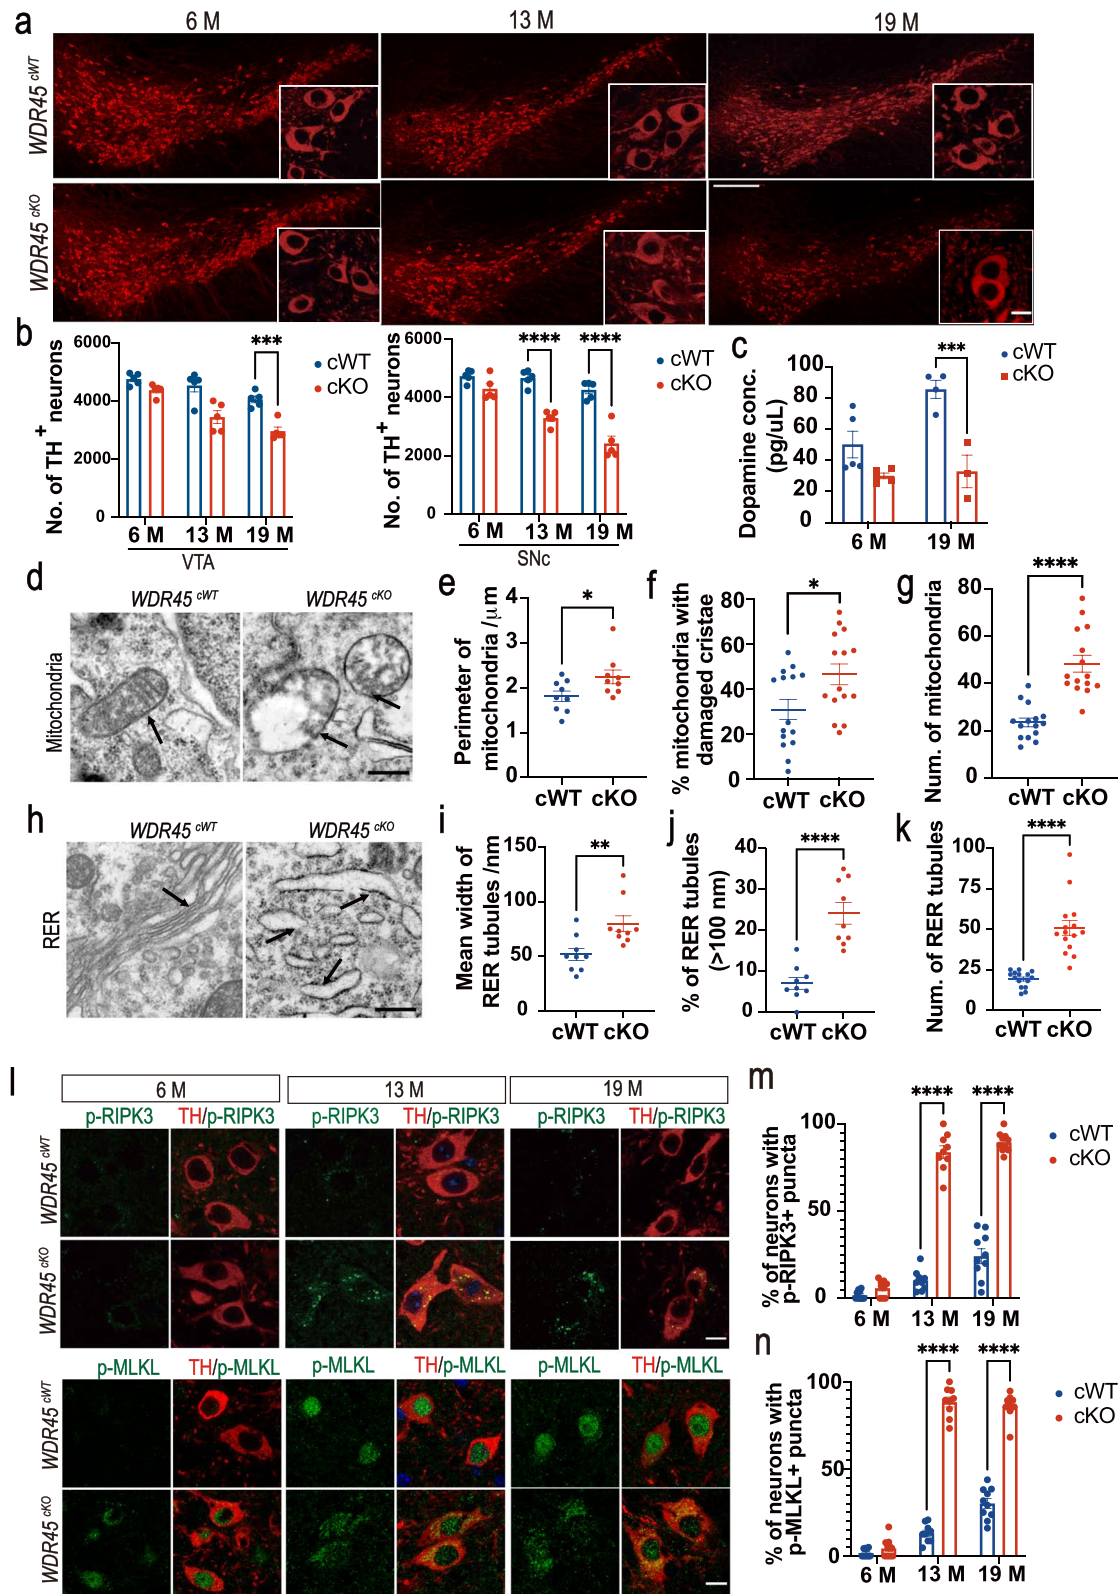 a
6 M
13 M
19 M
WDR45 cWT
WDR45 cKO
b
No. of TH+ neurons
6000
4000
2000
0
***
6 M
13 M
19 M
VTA
cWT
cKO
No. of TH+ neurons
6000
4000
2000
0
****
****
6 M
13 M
19 M
SNc
cWT
cKO
c
Dopamine conc.
(pg/uL)
100
80
60
40
20
0
***
6 M
19 M
cWT
cKO
d
WDR45 cWT
WDR45 cKO
Mitochondria
e
Perimeter of
mitochondria /μm
4
3
2
1
0
*
cWT
cKO
f
% mitochondria with
damaged cristae
80
60
40
20
0
*
cWT
cKO
g
Num. of mitochondria
80
60
40
20
0
****
cWT
cKO
h
WDR45 cWT
WDR45 cKO
RER
i
Mean width of
RER tubules /nm
150
100
50
0
**
cWT
cKO
j
% of RER tubules
(>100 nm)
40
30
20
10
0
****
cWT
cKO
k
Num. of RER tubules
100
75
50
25
0
****
cWT
cKO
l
6 M
13 M
19 M
p-RIPK3
TH/p-RIPK3
p-RIPK3
TH/p-RIPK3
p-RIPK3
TH/p-RIPK3
WDR45 cWT
WDR45 cKO
p-MLKL
TH/p-MLKL
p-MLKL
TH/p-MLKL
p-MLKL
TH/p-MLKL
WDR45 cWT
WDR45 cKO
m
% of neurons with
p-RIPK3+ puncta
100
50
0
****
****
6 M
13 M
19 M
cWT
cKO
n
% of neurons with
p-MLKL+ puncta
100
50
0
****
****
6 M
13 M
19 M
cWT
cKO